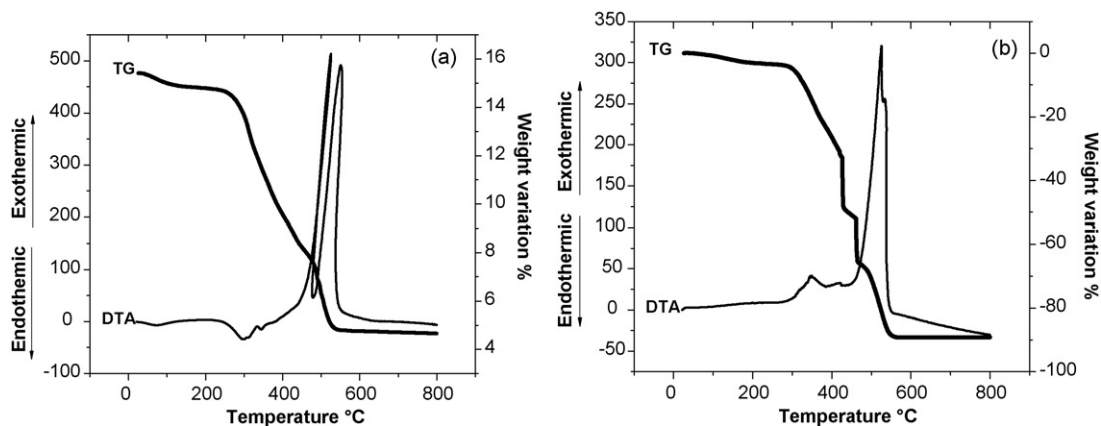 (a)
TG
DTA
500
400
300
200
100
0
-100
16
14
12
10
8
6
4
0
200
400
600
800
Exothermic
Endothemic
Weight variation %
Temperature °C
(b)
TG
DTA
350
300
250
200
150
100
50
0
-50
0
-20
-40
-60
-80
-100
0
200
400
600
800
Exothermic
Endothermic
Weight variation %
Temperature °C